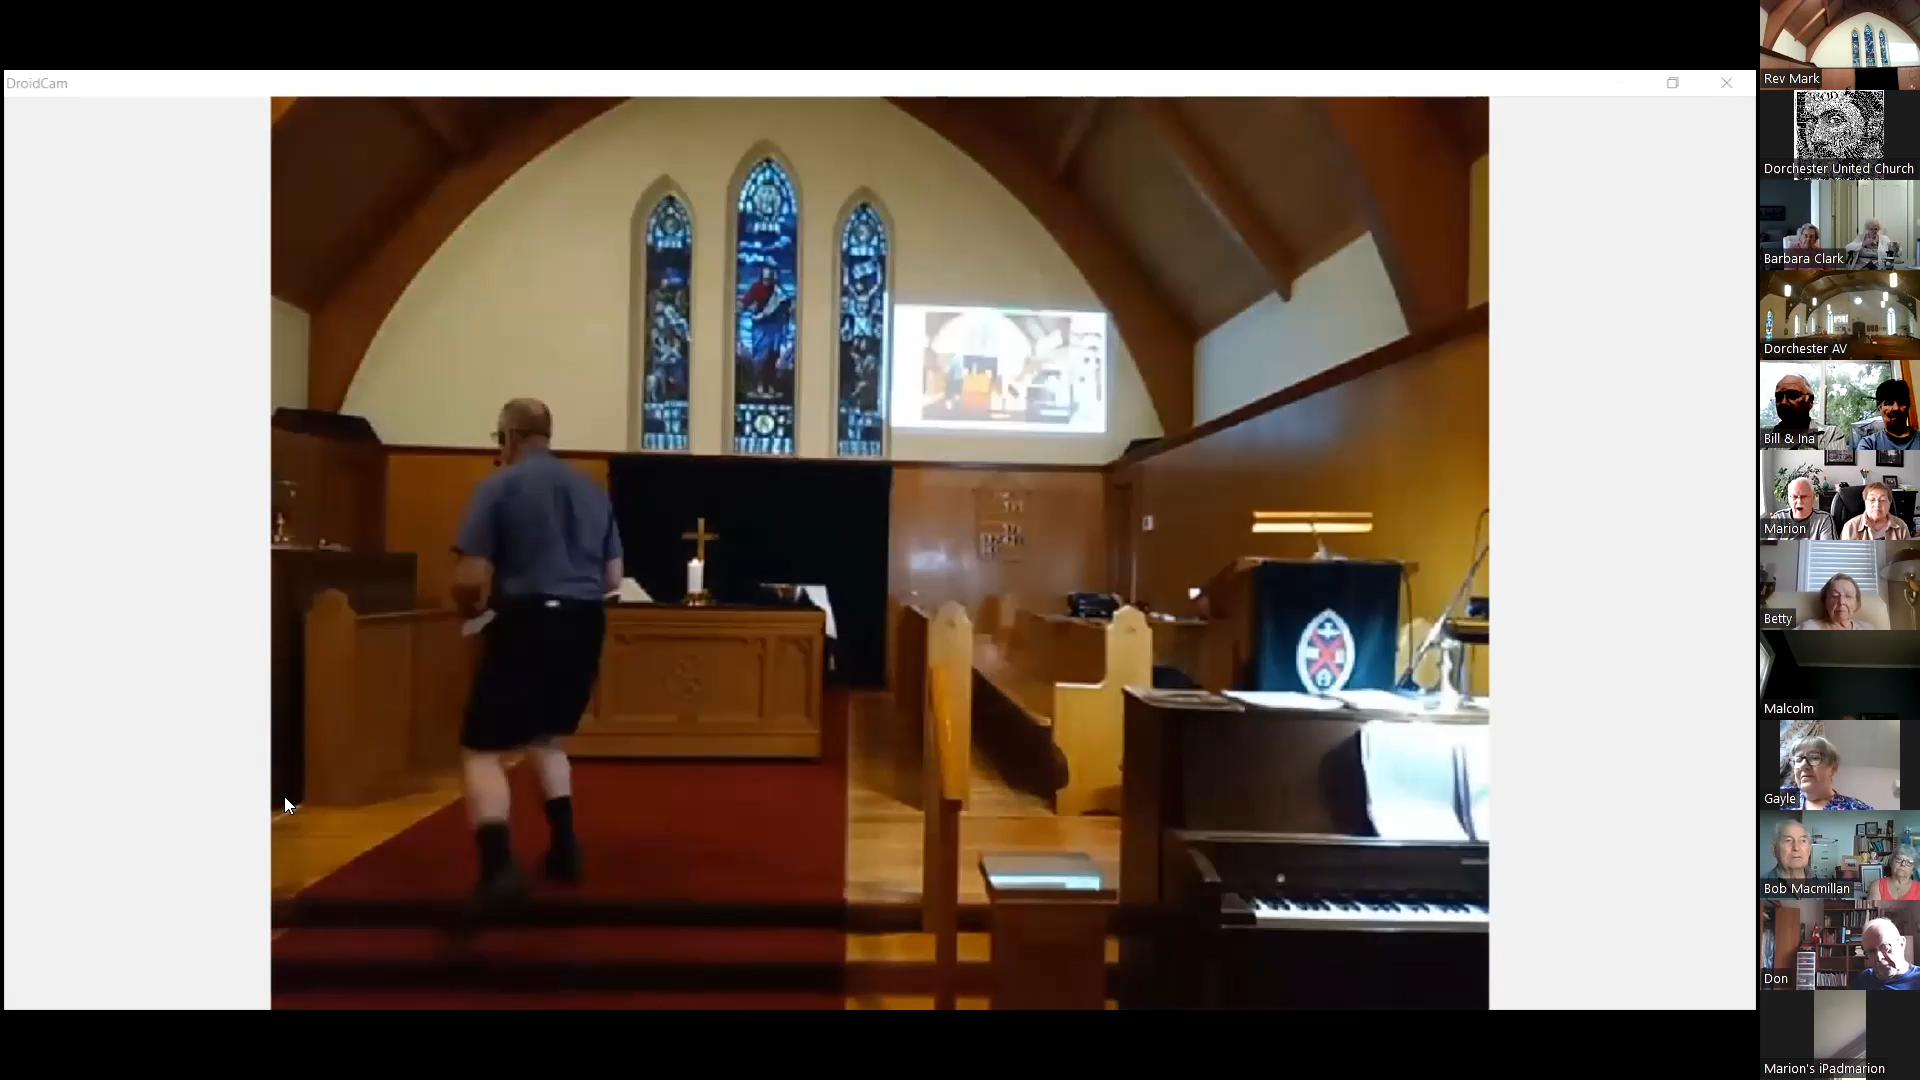 DroidCam
Rev Mark
Dorchester United Church
Barbara Clark
Dorchester AV
Bill & Ina
Marion
Betty
Malcolm
Gayle
Bob Macmillan
Don
Marion's iPadmarion